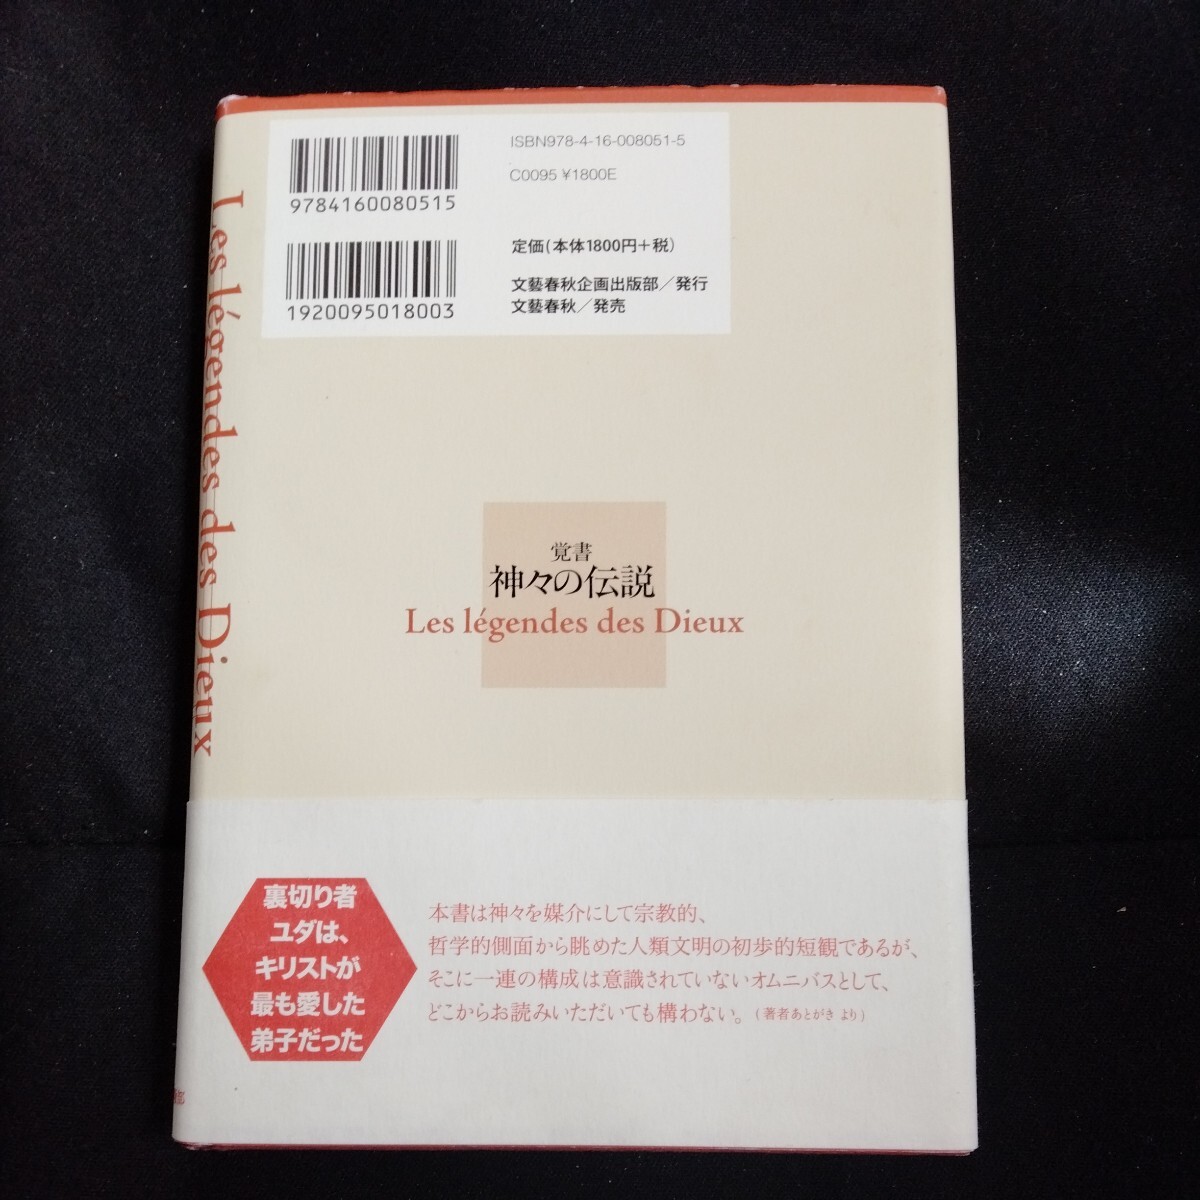 ISBN978-4-16-008051-5
C0095 ¥1800E
9784160080515
定価(本体1800円+税)
文藝春秋企画出版部/発行
文藝春秋/発売
1920095018003
Les légendes des Dieux
覚書
神々の伝説
Les légendes des Dieux
裏切り者
ユダは、
キリストが
最も愛した
弟子だった
本書は神々を媒介にして宗教的、
哲学的側面から眺めた人類文明の初歩的短観であるが、
そこに一連の構成は意識されていないオムニバスとして、
どこからお読みいただいても構わない。(著者あとがき より)